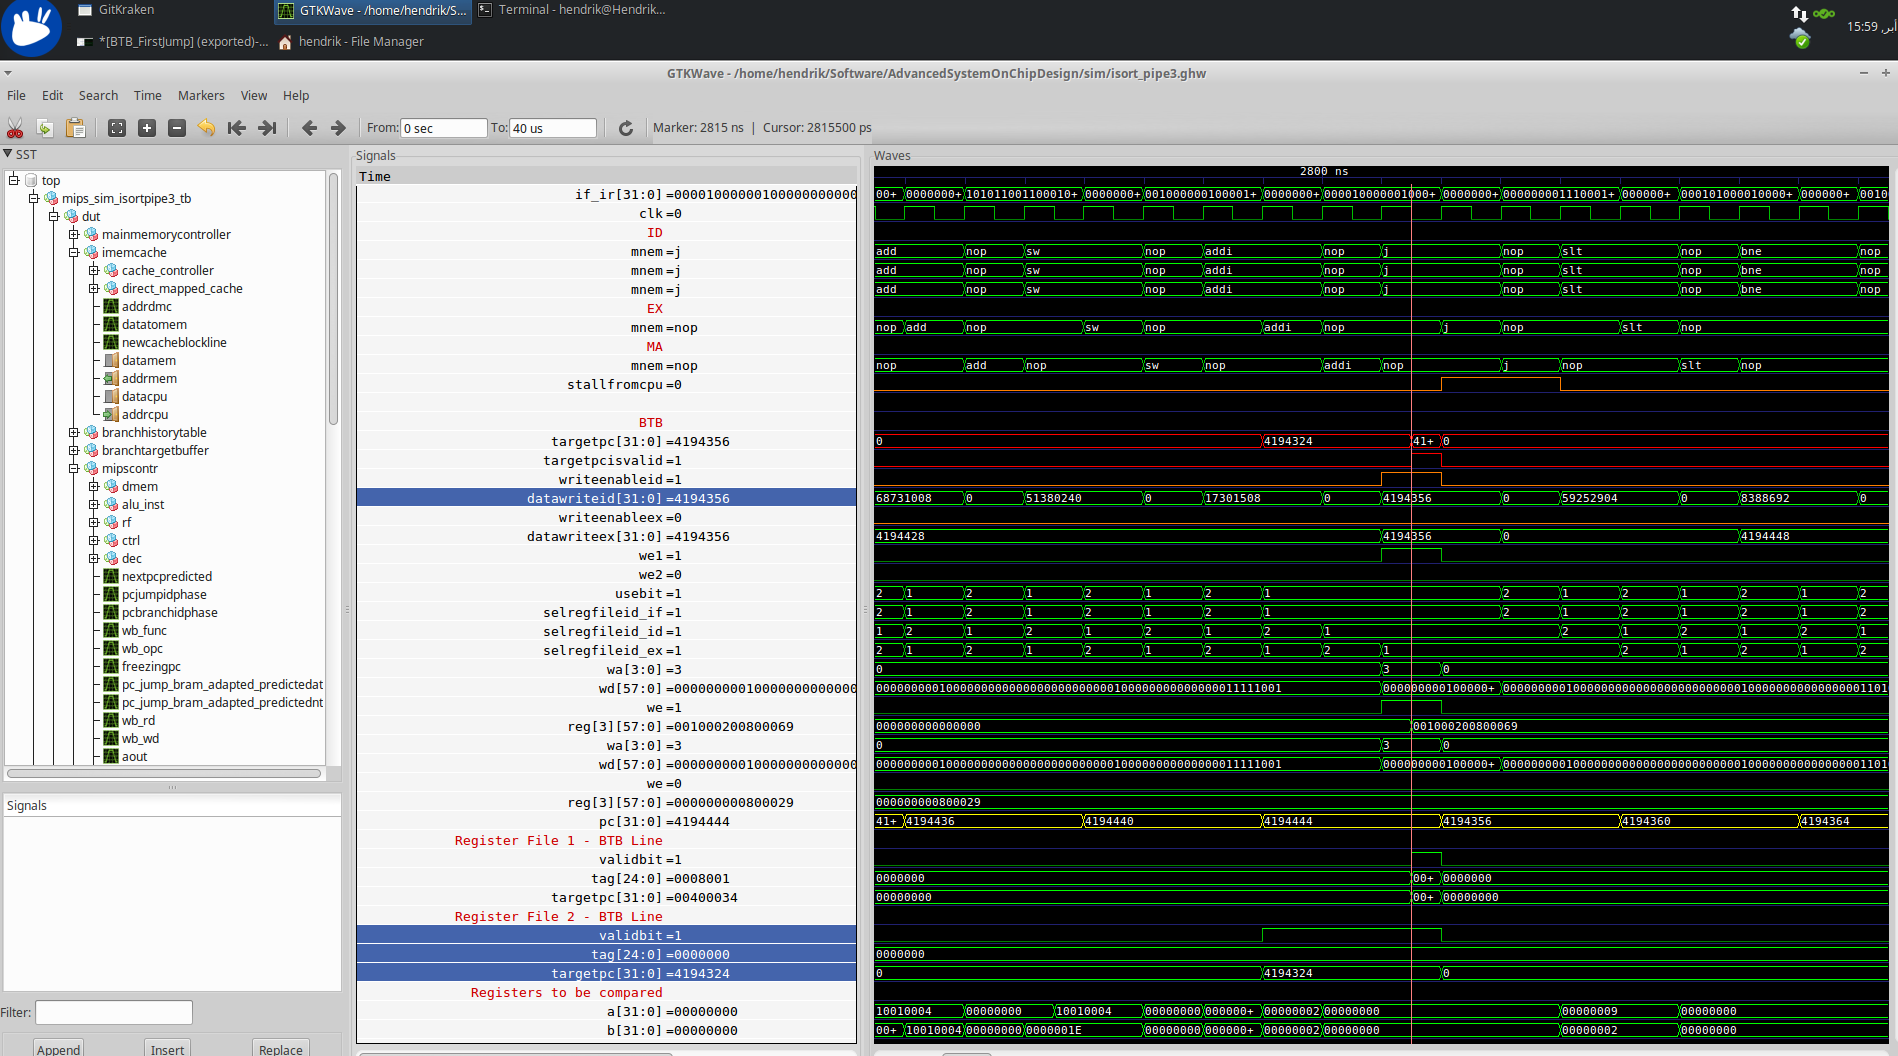 GitKraken
GTKWave - /home/hendrik/S...
Terminal - hendrik@Hendrik...
*[BTB_FirstJump] (exported)-...
hendrik - File Manager
أبر, 15:59
GTKWave - /home/hendrik/Software/AdvancedSystemOnChipDesign/sim/isort_pipe3.ghw
File Edit Search Time Markers View Help
From: 0 sec To: 40 us Marker: 2815 ns | Cursor: 2815500 ps
SST
top
mips_sim_isortpipe3_tb
dut
mainmemorycontroller
imemcache
cache_controller
direct_mapped_cache
addrdmc
datatomem
newcacheblockline
datamem
addrmem
datacpu
addrcpu
branchhistorytable
branchtargetbuffer
mipscontr
dmem
alu_inst
rf
ctrl
dec
nextpcpredicted
pcjumpidphase
pcbranchidphase
wb_func
wb_opc
freezingpc
pc_jump_bram_adapted_predictedat
pc_jump_bram_adapted_predictednt
wb_rd
wb_wd
aout
Signals
Filter:
Append Insert Replace
Signals
Time
if_ir[31:0] =000010000001000000000000
clk =0
ID
mnem =j
mnem =j
mnem =j
EX
mnem =nop
MA
mnem =nop
stallfromcpu =0
BTB
targetpc[31:0] =4194356
targetpcisvalid =1
writeenableid =1
datawriteid[31:0] =4194356
writeenableex =0
datawriteex[31:0] =4194356
we1 =1
we2 =0
usebit =1
selregfileid_if =1
selregfileid_id =1
selregfileid_ex =1
wa[3:0] =3
wd[57:0] =000000000100000000000000
we =1
reg[3][57:0] =001000200800069
wa[3:0] =3
wd[57:0] =000000000100000000000000
we =0
reg[3][57:0] =000000000800029
pc[31:0] =4194444
Register File 1 - BTB Line
validbit =1
tag[24:0] =0008001
targetpc[31:0] =00400034
Register File 2 - BTB Line
validbit =1
tag[24:0] =0000000
targetpc[31:0] =4194324
Registers to be compared
a[31:0] =00000000
b[31:0] =00000000
Waves
2800 ns
00+ 0000000+ 101011001100010+ 0000000+ 001000000100001+ 0000000+ 000010000001000+ 0000000+ 000000001110001+ 000000+ 000101000010000+ 000000+ 0010
add nop sw nop addi nop j nop slt nop bne nop
add nop sw nop addi nop j nop slt nop bne nop
add nop sw nop addi nop j nop slt nop bne nop
nop add nop sw nop addi nop j nop slt nop
nop add nop sw nop addi nop j nop slt nop
0 4194324 41+ 0
68731008 0 51380240 0 17301508 0 4194356 0 59252904 0 8388692 0
4194428 4194356 0 4194448
2 1 2 1 2 1 2 1 2 1 2 1 2 1 2
2 1 2 1 2 1 2 1 2 1 2 1 2 1 2
1 2 1 2 1 2 1 2 1 2 1 2 1 2 1
2 1 2 1 2 1 2 1 2 1 2 1 2 1 2
0 3 0
000000000100000+
000000000000000 001000200800069
0 3 0
000000000100000+
000000000800029
41+ 4194436 4194440 4194444 4194356 4194360 4194364
0000000 00+ 0000000
00000000 00+ 00000000
0000000
0 4194324 0
10010004 00000000 10010004 00000000 000000+ 00000002 00000000 00000009 00000000
00+ 10010004 00000000 0000001E 00000000 000000+ 00000002 00000000 00000002 00000000